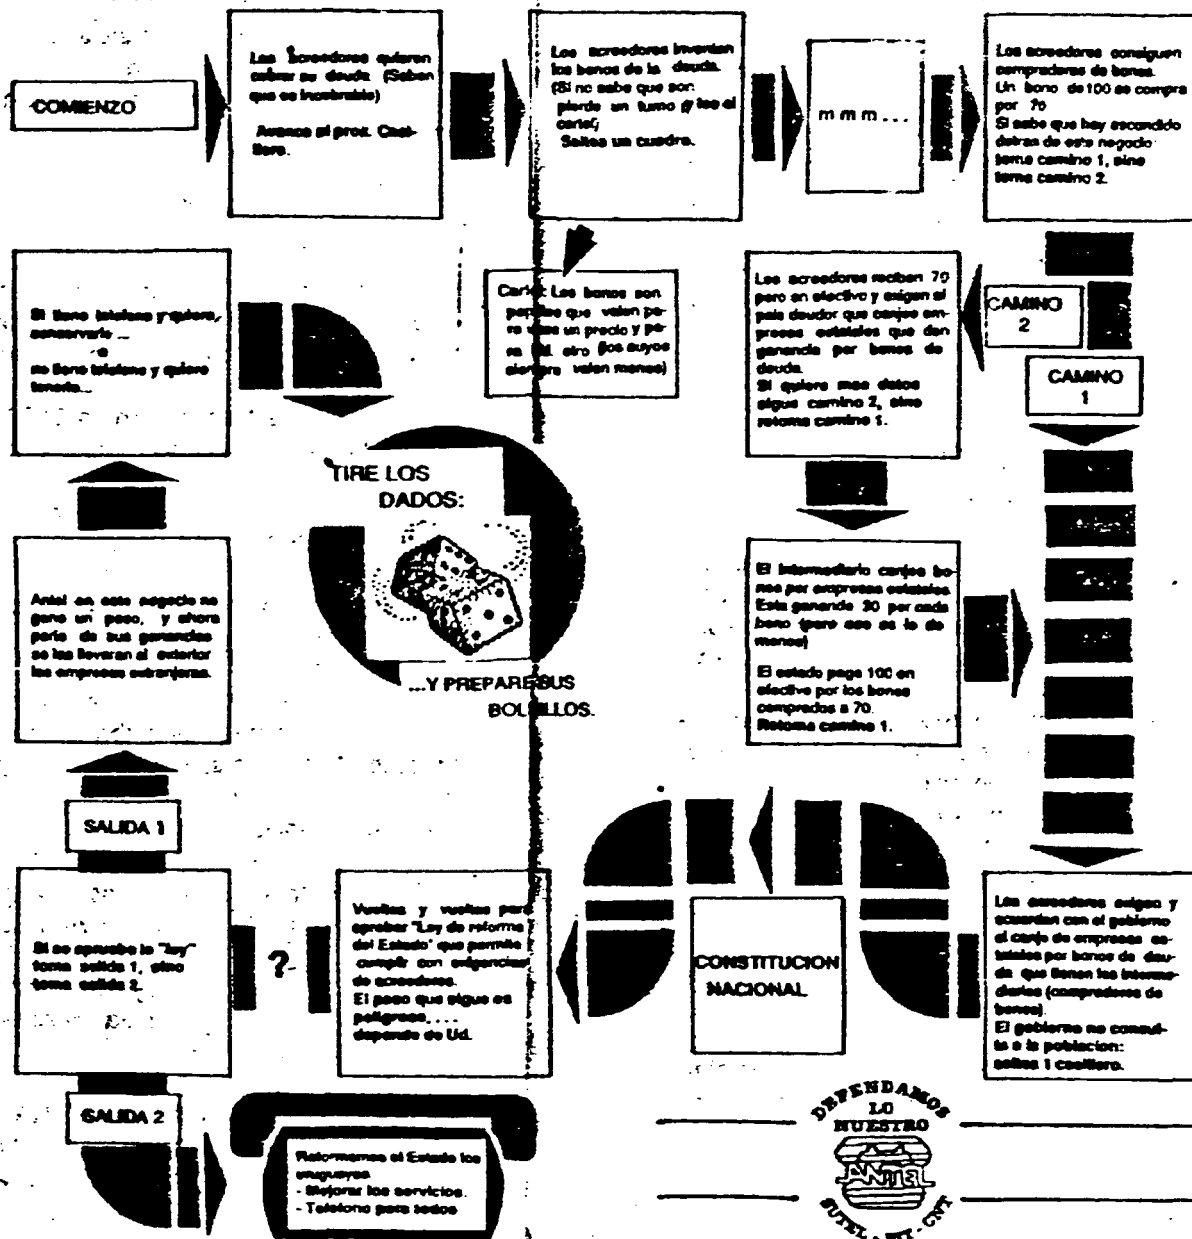 COMIENZO
Los acreedores quieren
cobrar su deuda (Saben
que es incobrable)
Avance al prox. Casi-
llero.
Los acreedores inventan
los bonos de la deuda.
(Si no sabe que son
pierde un turno y lea el
cartel)
Saltea un cuadro.
m m m . . .
Los acreedores consiguen
compradores de bonos.
Un bono de 100 se compra
por 70
Si sabe que hay escondido
detras de este negocio
toma camino 1, sino
toma camino 2.
Cartel: Los bonos son
papeles que valen pa-
ra unos un precio y pa-
ra Ud. otro (los suyos
siempre valen menos)
CAMINO
2
CAMINO
1
Los acreedores reciben 70
pero en efectivo y exigen al
pais deudor que canjee em-
presas estatales que dan
ganancia por bonos de
deuda.
Si quiere mas datos
sigue camino 2, sino
retoma camino 1.
El intermediario canjea bo-
nos por empresas estatales
Esta ganando 30 por cada
bono (pero eso es lo de
menos)
El estado paga 100 en
efectivo por los bonos
comprados a 70.
Retoma camino 1.
Los acreedores exigen y
acuerdan con el gobierno
el canje de empresas es-
tatales por bonos de deu-
da que tienen los interme-
diarios (compradores de
bonos).
El gobierno no consul-
ta a la poblacion:
saltea 1 casillero.
CONSTITUCION
NACIONAL
Vueltas y vueltas para
aprobar "Ley de reforma
del Estado" que permite
cumplir con exigencias
de acreedores.
El paso que sigue es
peligroso, . . .
depende de Ud.
?
Si se aprueba la "ley"
toma salida 1, sino
toma salida 2.
SALIDA 1
Antel en este negocio no
gano un peso, y ahora
parte de sus ganancias
se las llevaran al exterior
las empresas extranjeras.
Si tiene telefono y quiere,
conservarlo ...
o
no tiene telefono y quiere
tenerlo...
TIRE LOS
DADOS:
...Y PREPARE SUS
BOLSILLOS.
SALIDA 2
Reformemos el Estado los
uruguayos
- Mejorar los servicios.
- Telefono para todos
DEFENDAMOS
LO
NUESTRO
ANTEL
SUTEL - PIT - CNT